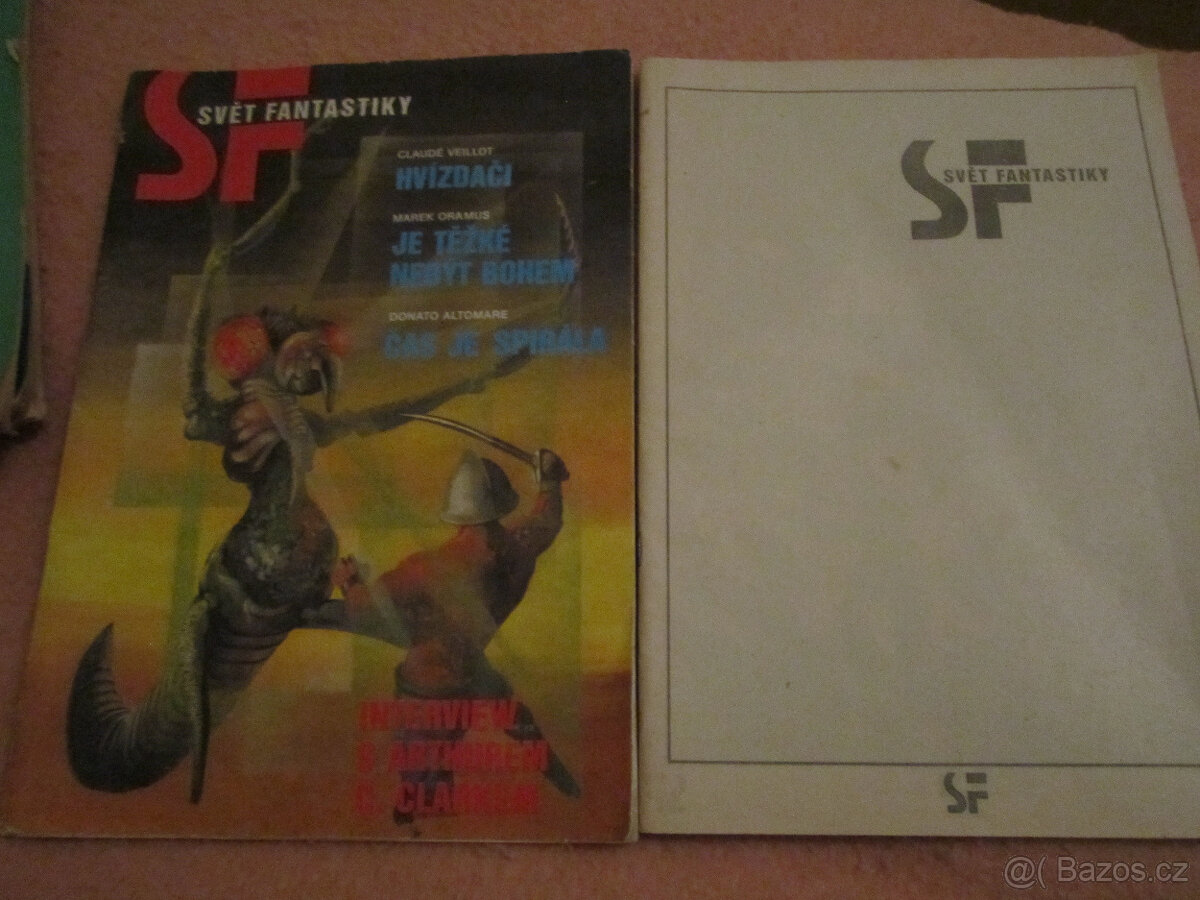 SF
SVĚT FANTASTIKY
CLAUDE VEILLOT
HVÍZDAČI
MAREK ORAMUS
JE TĚŽKÉ
NEBÝT BOHEM
DONATO ALTOMARE
ČAS JE SPIRÁLA
INTERVIEW
S ARTHUREM
C. CLARKEM
SF
SVĚT FANTASTIKY
SF
@( Bazos.cz